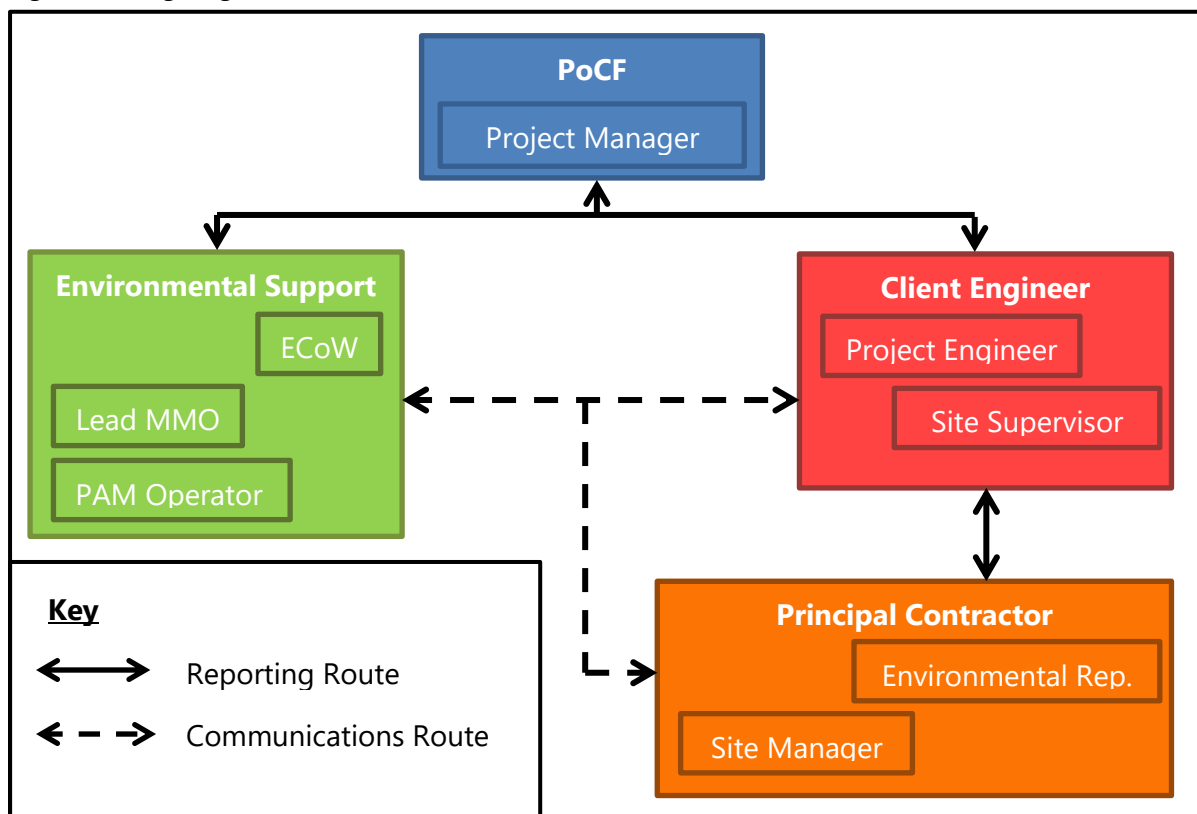 PoCF
Project Manager
Environmental Support
ECoW
Lead MMO
PAM Operator
Client Engineer
Project Engineer
Site Supervisor
Principal Contractor
Environmental Rep.
Site Manager
Key
Reporting Route
Communications Route